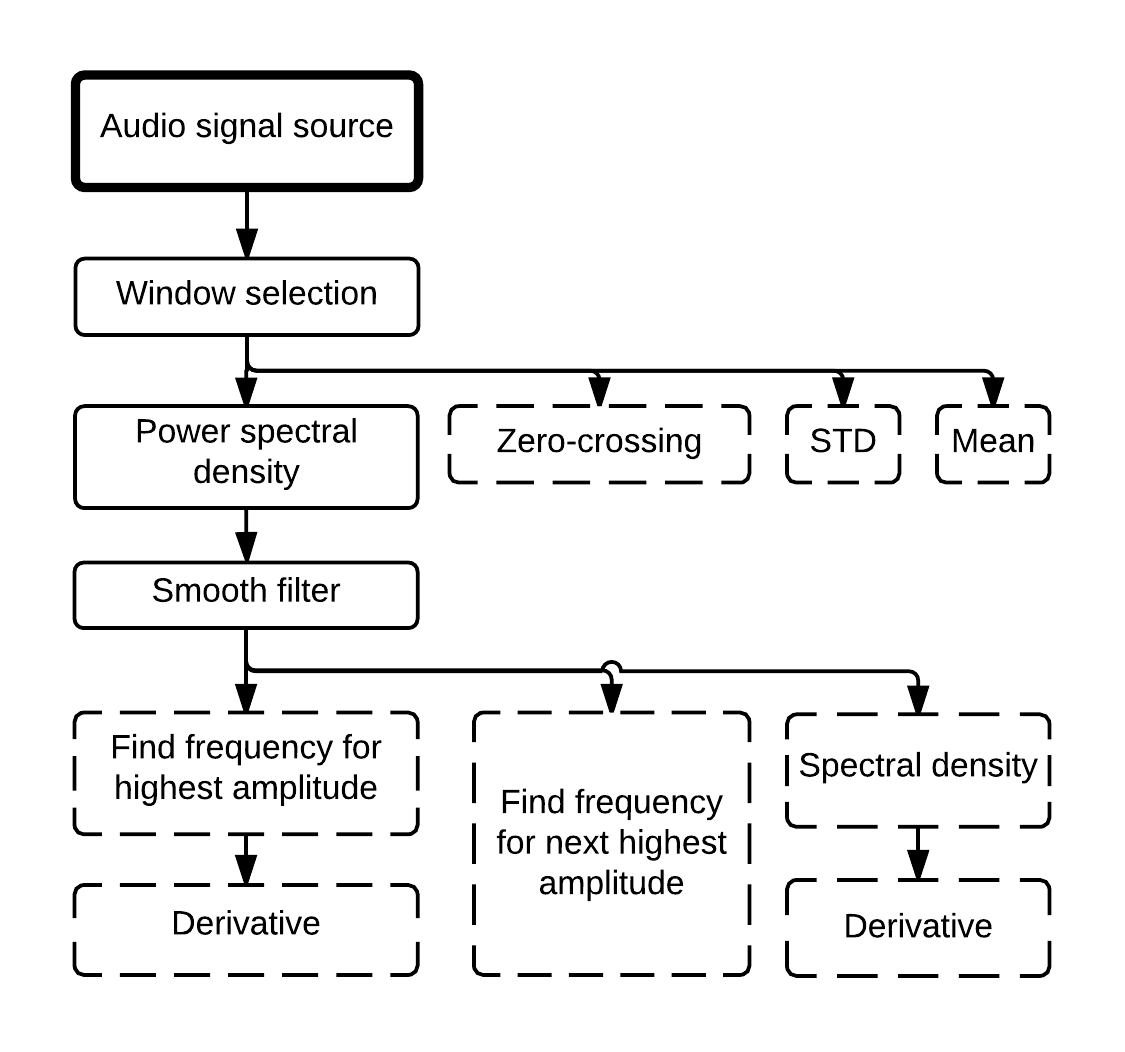 Audio signal source
Window selection
Power spectral
density
Zero-crossing
STD
Mean
Smooth filter
Find frequency for
highest amplitude
Find frequency
for next highest
amplitude
Spectral density
Derivative
Derivative